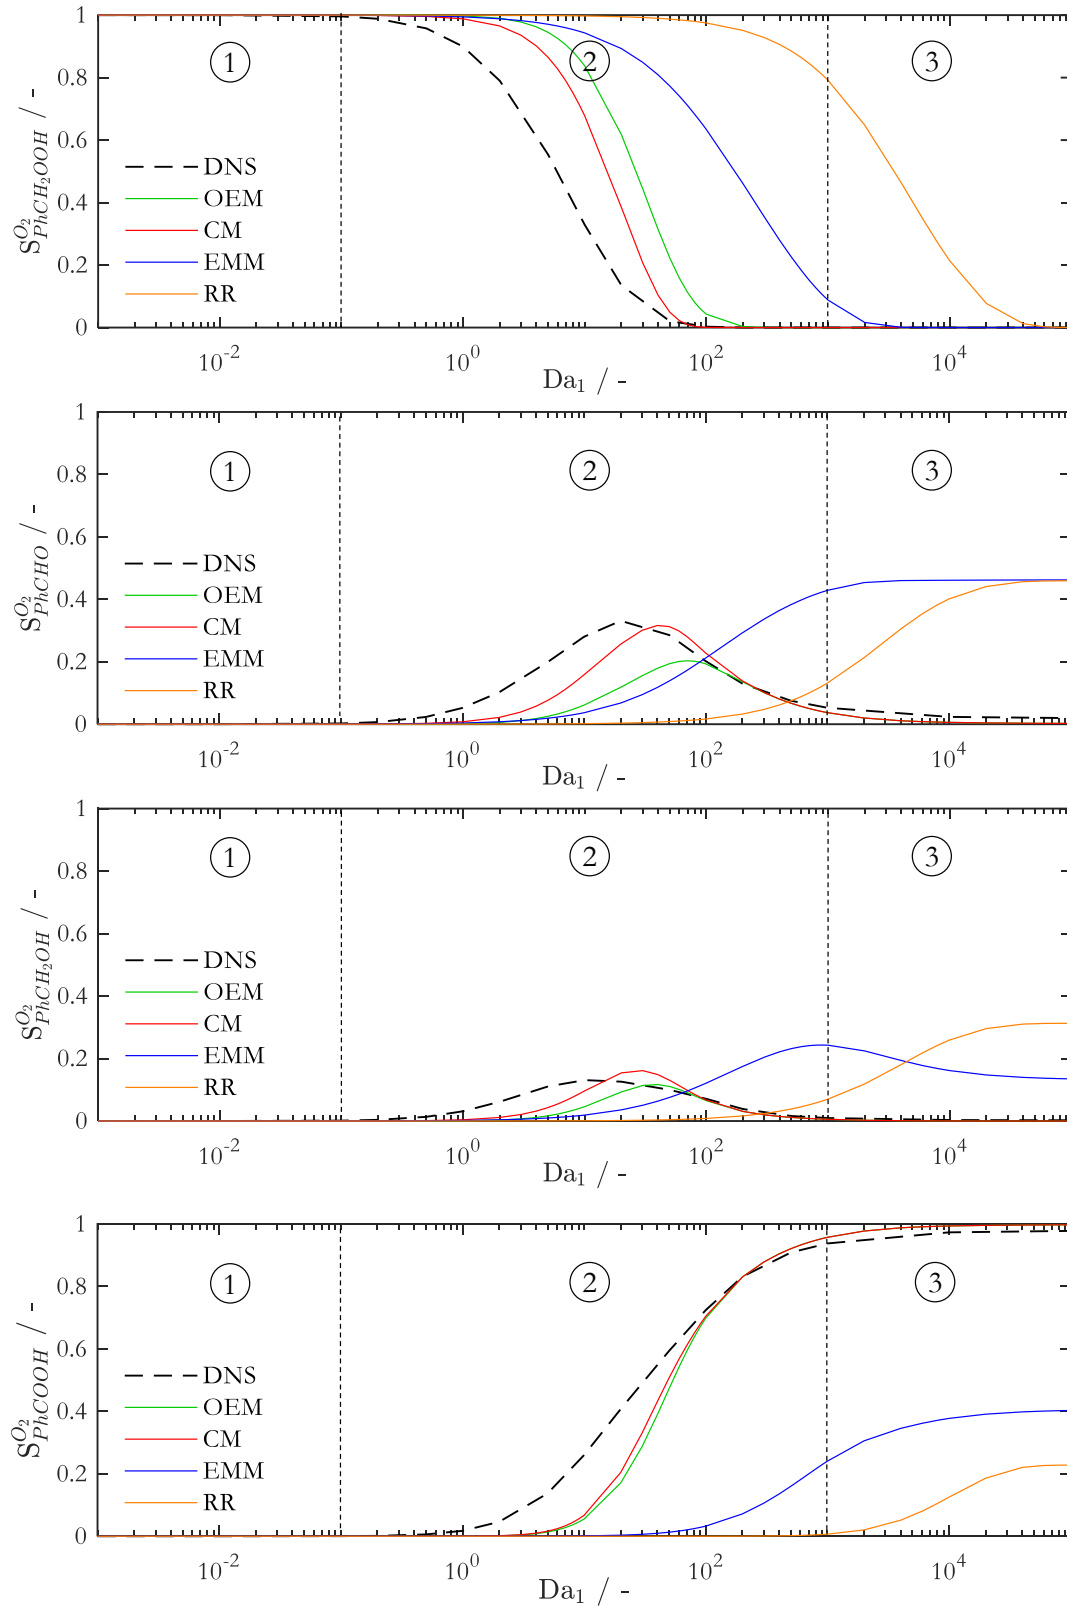 S^{O_2}_{PhCH_2OOH} / -
1
0.8
0.6
0.4
0.2
0
① ② ③
DNS
OEM
CM
EMM
RR
10^{-2} 10^0 10^2 10^4
Da_1 / -
S^{O_2}_{PhCHO} / -
1
0.8
0.6
0.4
0.2
0
① ② ③
DNS
OEM
CM
EMM
RR
10^{-2} 10^0 10^2 10^4
Da_1 / -
S^{O_2}_{PhCH_2OH} / -
1
0.8
0.6
0.4
0.2
0
① ② ③
DNS
OEM
CM
EMM
RR
10^{-2} 10^0 10^2 10^4
Da_1 / -
S^{O_2}_{PhCOOH} / -
1
0.8
0.6
0.4
0.2
0
① ② ③
DNS
OEM
CM
EMM
RR
10^{-2} 10^0 10^2 10^4
Da_1 / -